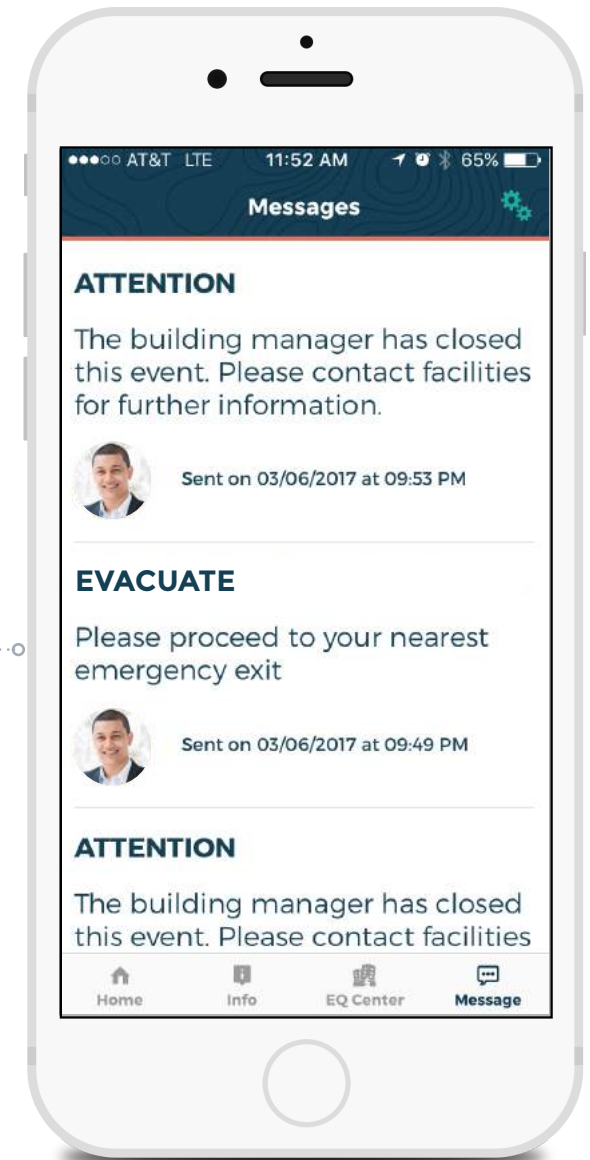 AT&T LTE 11:52 AM 65%
Messages
ATTENTION
The building manager has closed
this event. Please contact facilities
for further information.
Sent on 03/06/2017 at 09:53 PM
EVACUATE
Please proceed to your nearest
emergency exit
Sent on 03/06/2017 at 09:49 PM
ATTENTION
The building manager has closed
this event. Please contact facilities
Home Info EQ Center Message